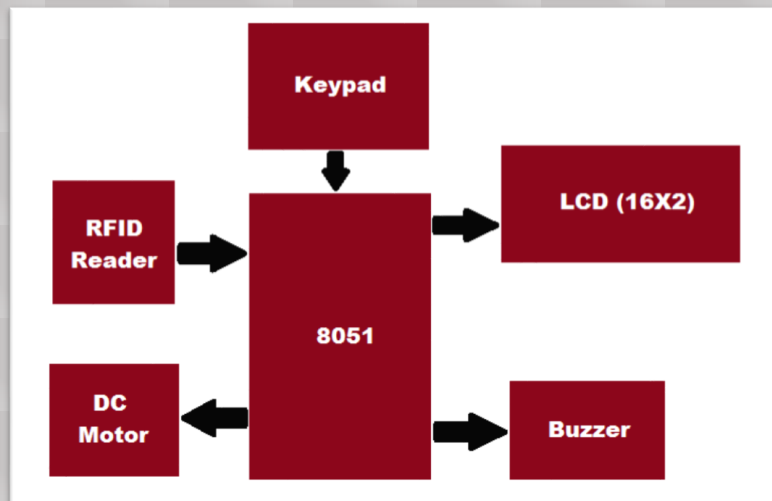 Keypad
LCD (16X2)
RFID
Reader
8051
DC
Motor
Buzzer